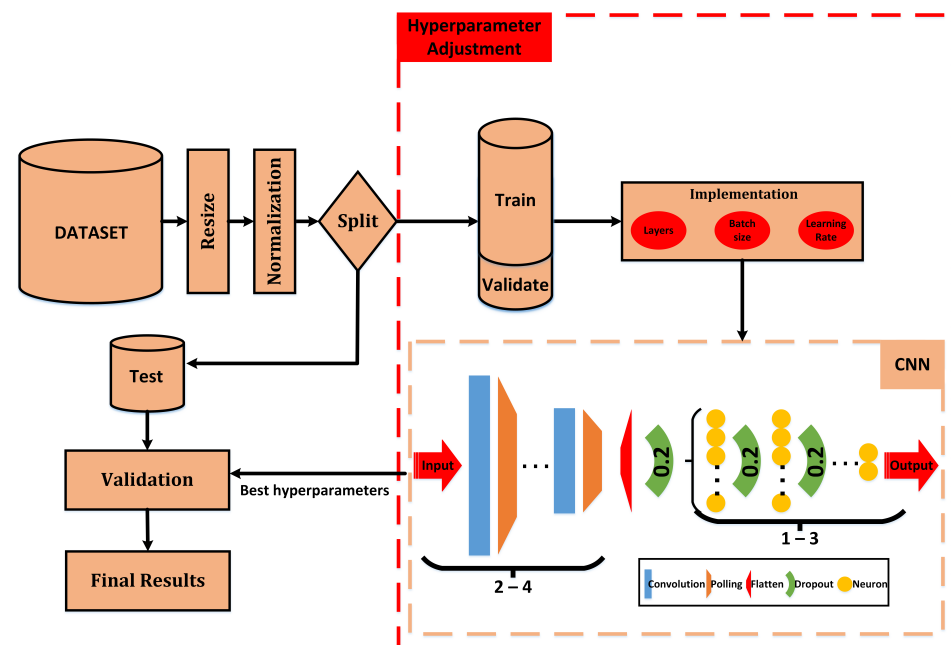 Hyperparameter
Adjustment
DATASET
Resize
Normalization
Split
Train
Validate
Implementation
Layers
Batch
size
Learning
Rate
Test
Validation
Best hyperparameters
Final Results
CNN
Input
...
0.2
0.2
0.2
...
Output
2 – 4
1 – 3
Convolution
Polling
Flatten
Dropout
Neuron